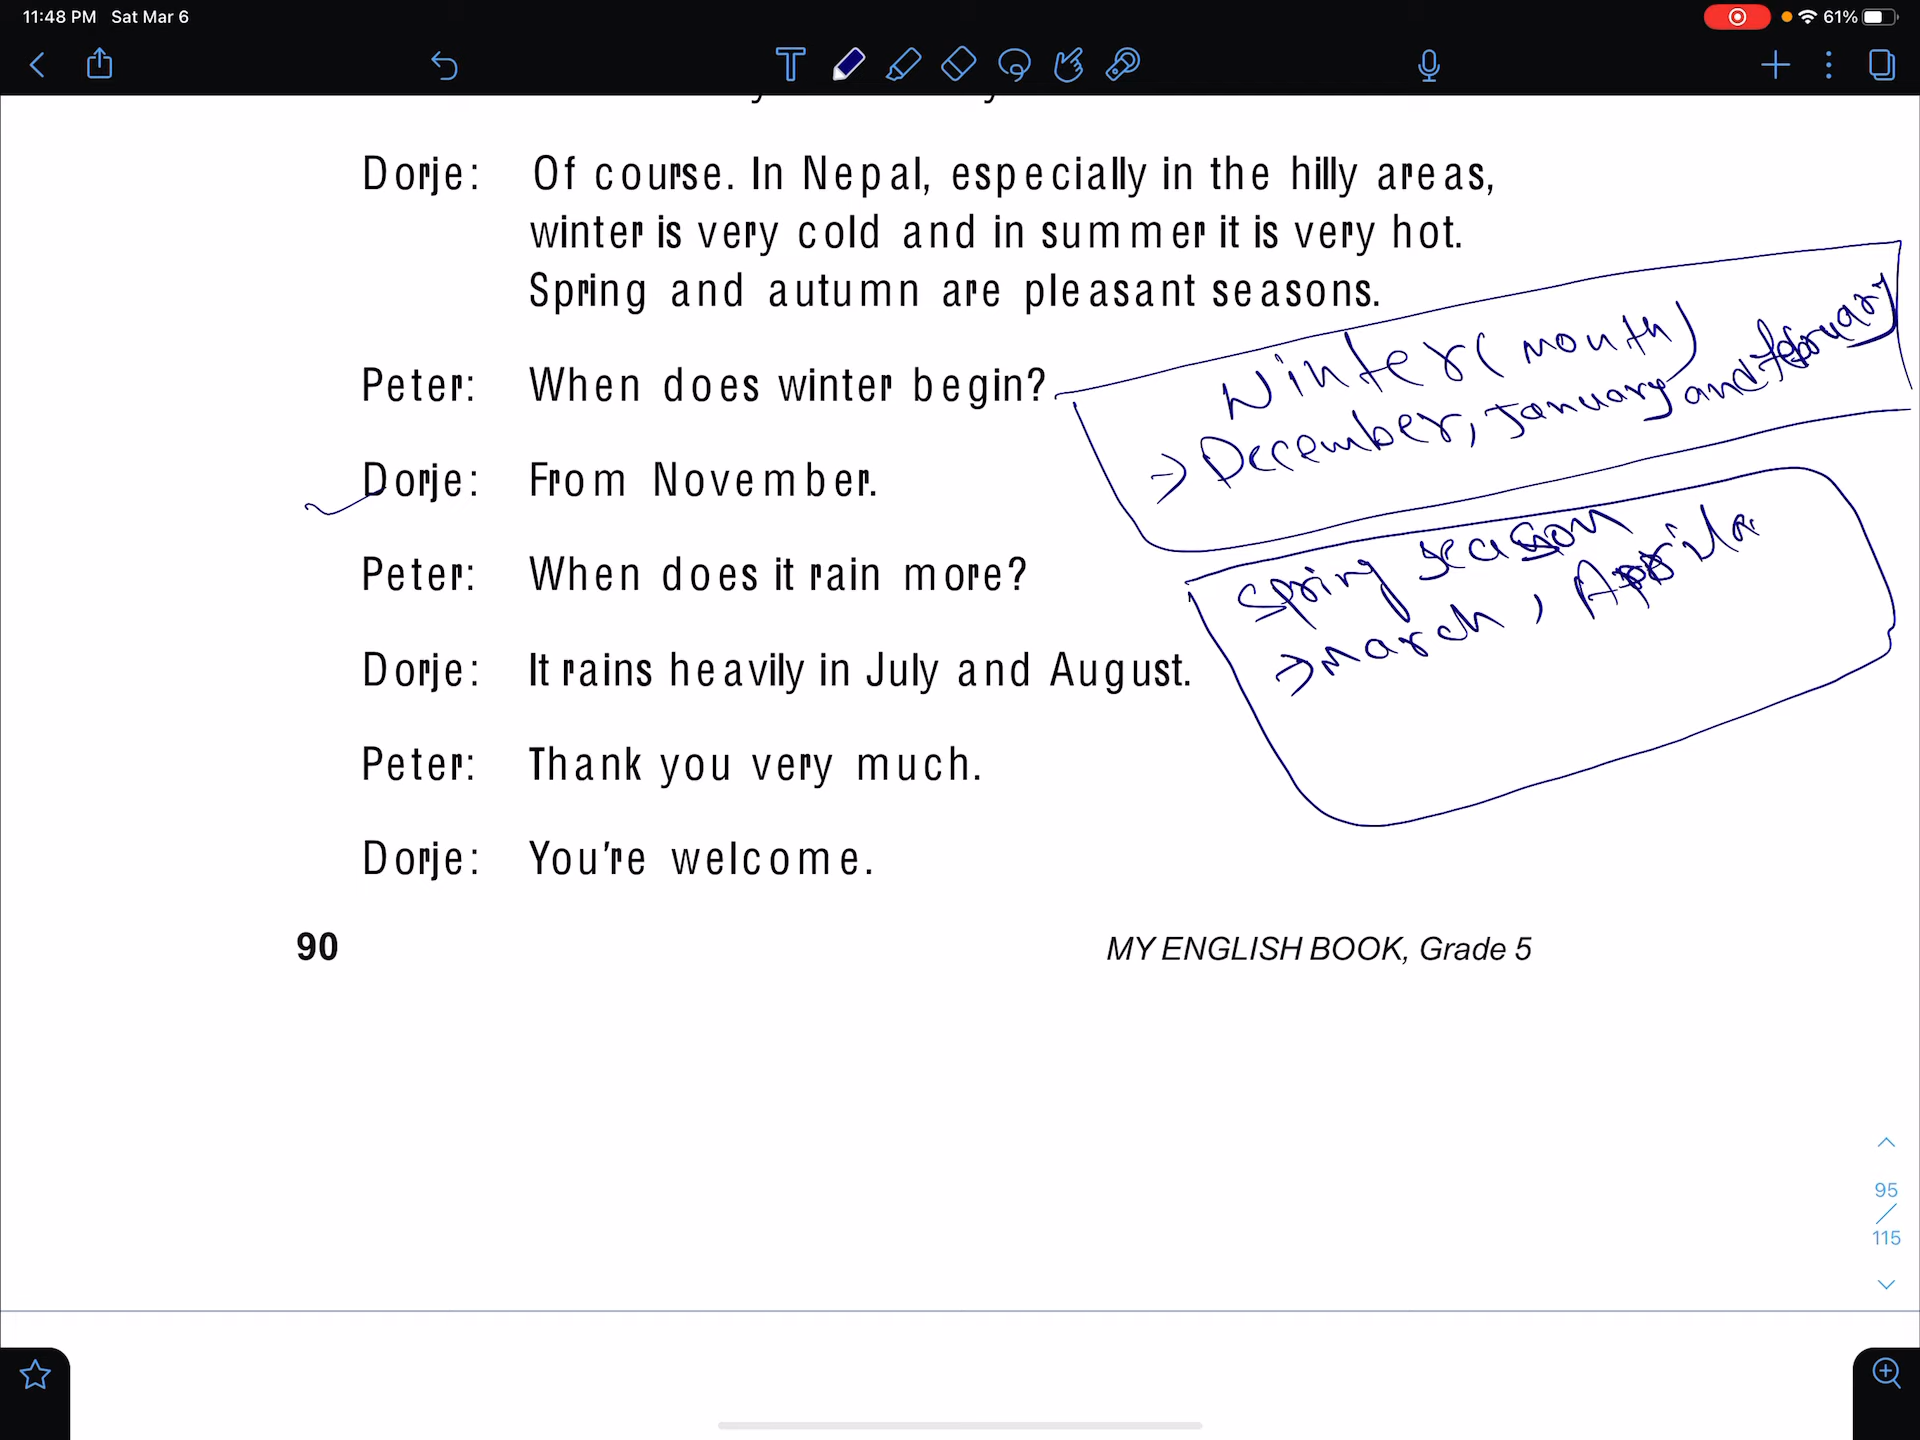 11:48 PM Sat Mar 6
61%
Dorje: Of course. In Nepal, especially in the hilly areas,
winter is very cold and in summer it is very hot.
Spring and autumn are pleasant seasons.
Peter: When does winter begin?
Dorje: From November.
Peter: When does it rain more?
Dorje: It rains heavily in July and August.
Peter: Thank you very much.
Dorje: You're welcome.
Winter (month)
→ December, January and February
Spring season
→ March, April
90
MY ENGLISH BOOK, Grade 5
95
/
115